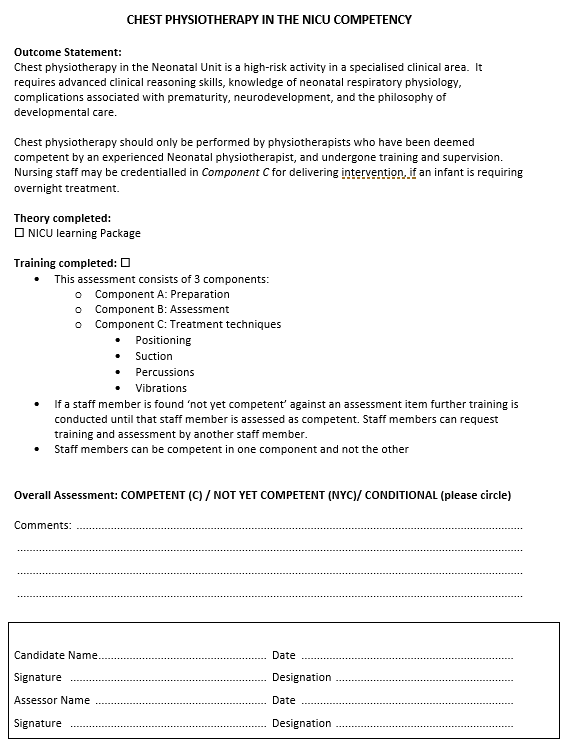 CHEST PHYSIOTHERAPY IN THE NICU COMPETENCY
Outcome Statement:
Chest physiotherapy in the Neonatal Unit is a high-risk activity in a specialised clinical area. It
requires advanced clinical reasoning skills, knowledge of neonatal respiratory physiology,
complications associated with prematurity, neurodevelopment, and the philosophy of
developmental care.
Chest physiotherapy should only be performed by physiotherapists who have been deemed
competent by an experienced Neonatal physiotherapist, and undergone training and supervision.
Nursing staff may be credentialled in Component C for delivering intervention, if an infant is requiring
overnight treatment.
Theory completed:
☐ NICU learning Package
Training completed: ☐
• This assessment consists of 3 components:
o Component A: Preparation
o Component B: Assessment
o Component C: Treatment techniques
• Positioning
• Suction
• Percussions
• Vibrations
• If a staff member is found ‘not yet competent’ against an assessment item further training is
conducted until that staff member is assessed as competent. Staff members can request
training and assessment by another staff member.
• Staff members can be competent in one component and not the other
Overall Assessment: COMPETENT (C) / NOT YET COMPETENT (NYC)/ CONDITIONAL (please circle)
Comments: ................................................................
................................................................
................................................................
................................................................
Candidate Name................................ Date ................................
Signature ................................ Designation ................................
Assessor Name ................................ Date ................................
Signature ................................ Designation ................................